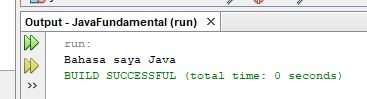 Output - JavaFundamental (run) ×
run:
Bahasa saya Java
BUILD SUCCESSFUL (total time: 0 seconds)